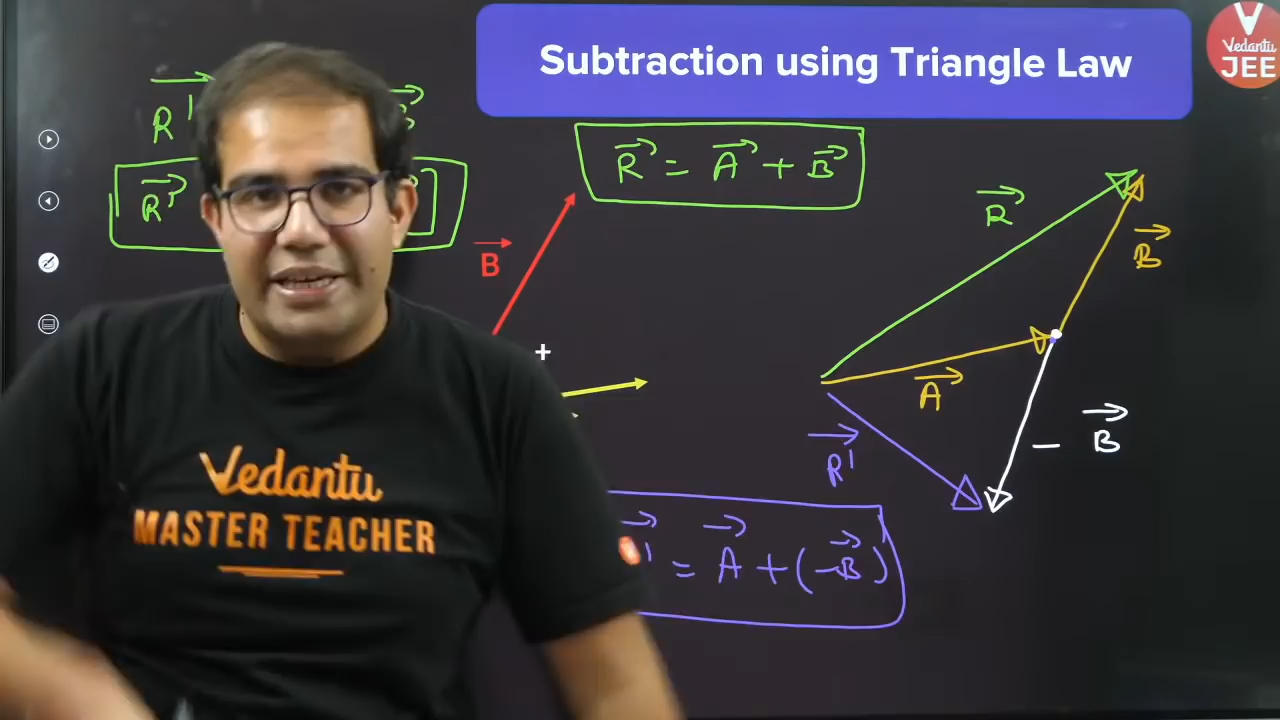 Subtraction using Triangle Law
Vedantu
JEE
R'
R = A + B
R'
R
B
B
+
A
R'
- B
Vedantu
MASTER TEACHER
' = A + (-B)